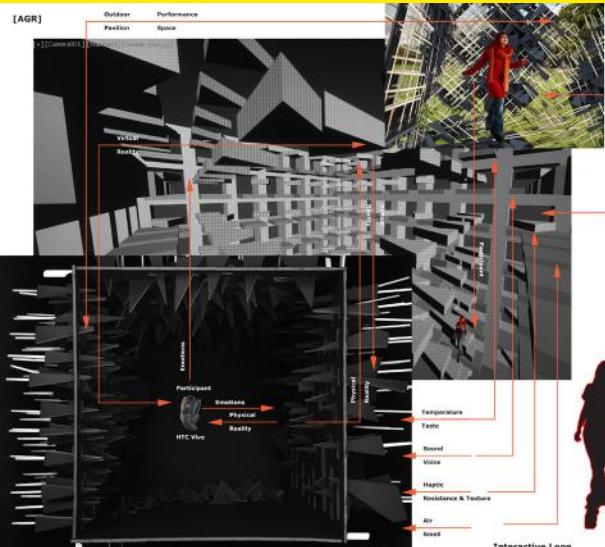 [AGR]
Outdoor Performance
Pavilion Space
Virtual
Reality
Participant
Emotions
Physical
Reality
Participant
Emotions
Physical
Reality
HTC Vive
Temperature
Taste
Sound
Voice
Haptic
Resistance & Texture
Air
Smell
Interactive Loop